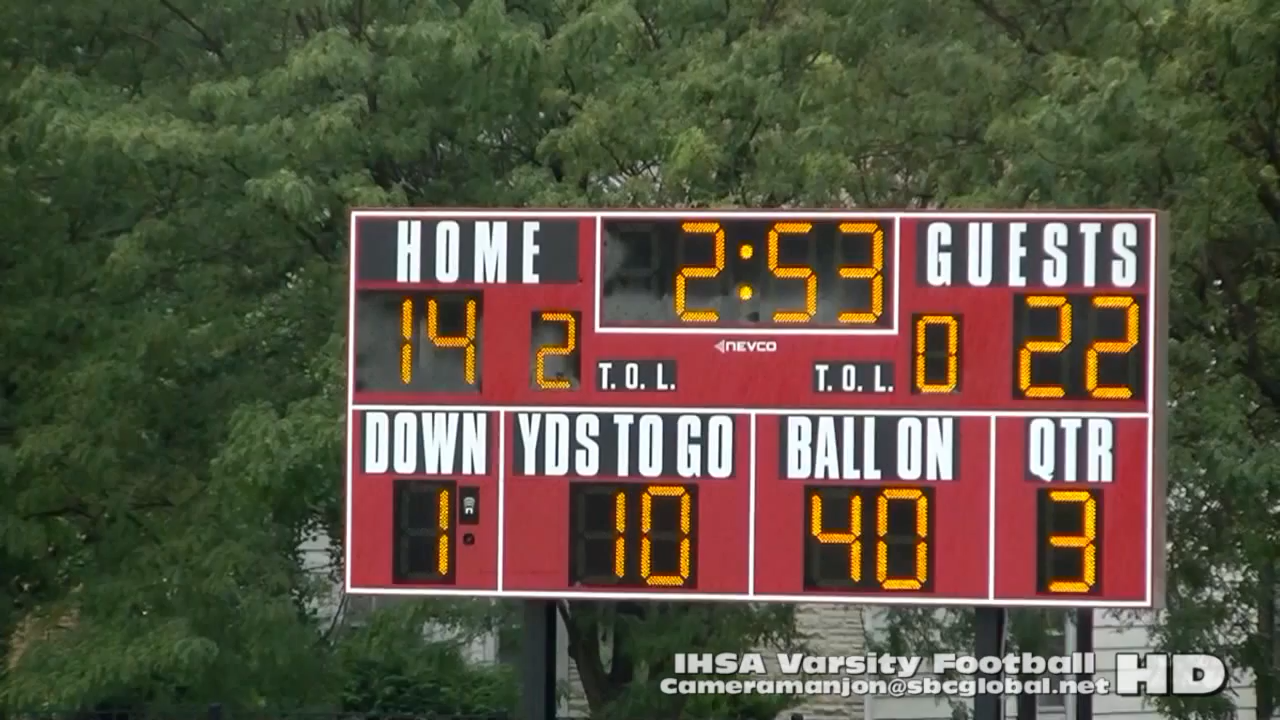 HOME 2:53 GUESTS
14 2 T.O.L. NEVCO T.O.L. 0 22
DOWN YDS TO GO BALL ON QTR
1 10 40 3
IHSA Varsity Football HD
Cameramanjon@sbcglobal.net